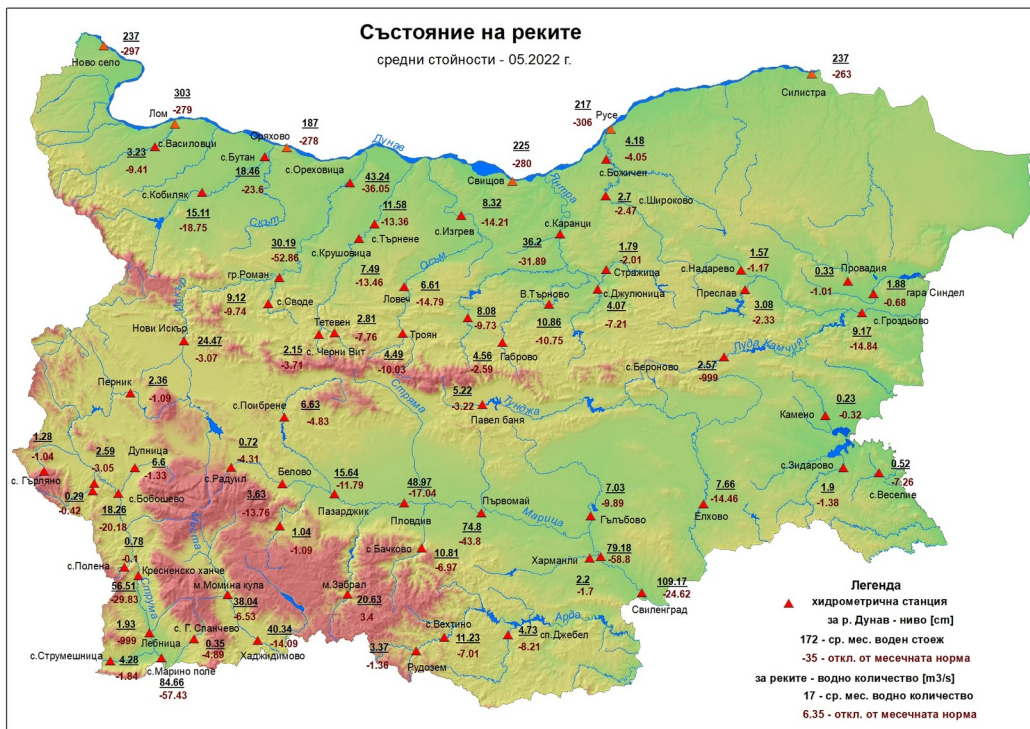 Състояние на реките
средни стойности - 05.2022 г.
237
-297
Ново село
237
-263
Силистра
303
-279
Лом
187
-278
Оряхово
217
-306
Русе
225
-280
Свищов
Дунав
с.Василовци
3.23
-9.41
с.Бутан
18.46
-23.6
с.Ореховица
43.24
-36.05
4.18
-4.05
с.Божичен
с.Кобиляк
15.11
-18.75
Скът
11.58
-13.36
с.Търнене
8.32
-14.21
с.Изгрев
Янтра
2.7
-2.47
с.Широково
с.Каранци
36.2
-31.89
30.19
-52.86
гр.Роман
с.Крушовица
7.49
-13.46
Осъм
1.79
-2.01
Стражица
с.Надарево
1.57
-1.17
0.33
-1.01
Провадия
1.88
-0.68
гара Синдел
Искър
9.12
-9.74
с.Своде
6.61
-14.79
Ловеч
В.Търново
10.86
-10.75
с.Джулюница
4.07
-7.21
Преслав
3.08
-2.33
с.Гроздьово
9.17
-14.84
Нови Искър
24.47
-3.07
Тетевен
2.81
-7.76
2.15
-3.71
с. Черни Вит
Троян
4.49
-10.03
8.08
-9.73
4.56
-2.59
Габрово
Луда Камчия
2.57
-999
с.Бероново
Перник
2.36
-1.09
с.Поибрене
6.63
-4.83
Стряма
5.22
-3.22
Павел баня
Тунджа
0.23
-0.32
Камено
1.28
-1.04
с. Гърляно
2.59
-3.05
Дупница
6.6
-1.33
0.72
-4.31
с.Радуил
Белово
15.64
-11.79
Пазарджик
48.97
-17.04
Пловдив
с.Зидарово
1.9
-1.38
0.52
-7.26
с.Веселие
0.29
-0.42
с.Бобошево
18.26
-20.18
3.63
-13.76
1.04
-1.09
Първомай
74.8
-43.8
Марица
7.03
-9.89
Гълъбово
7.66
-14.46
Елхово
0.78
-0.1
с.Полена
Места
с.Бачково
10.81
-6.97
Харманли
79.18
-58.8
2.2
-1.7
109.17
-24.62
Свиленград
Кресненско ханче
56.51
-29.83
Струма
м.Момина кула
38.04
-6.53
м.Забрал
20.63
3.4
Арда
1.93
-999
Лебница
с. Г. Спанчево
0.35
-4.89
40.34
-14.09
Хаджидимово
с.Вехтино
11.23
-7.01
4.73
-8.21
сп.Джебел
3.37
-1.36
Рудозем
с.Струмешница
4.28
-1.84
с.Марино поле
84.66
-57.43
Легенда
хидрометрична станция
за р. Дунав - ниво [cm]
172 - ср. мес. воден стоеж
-35 - откл. от месечната норма
за реките - водно количество [m3/s]
17 - ср. мес. водно количество
6.35 - откл. от месечната норма